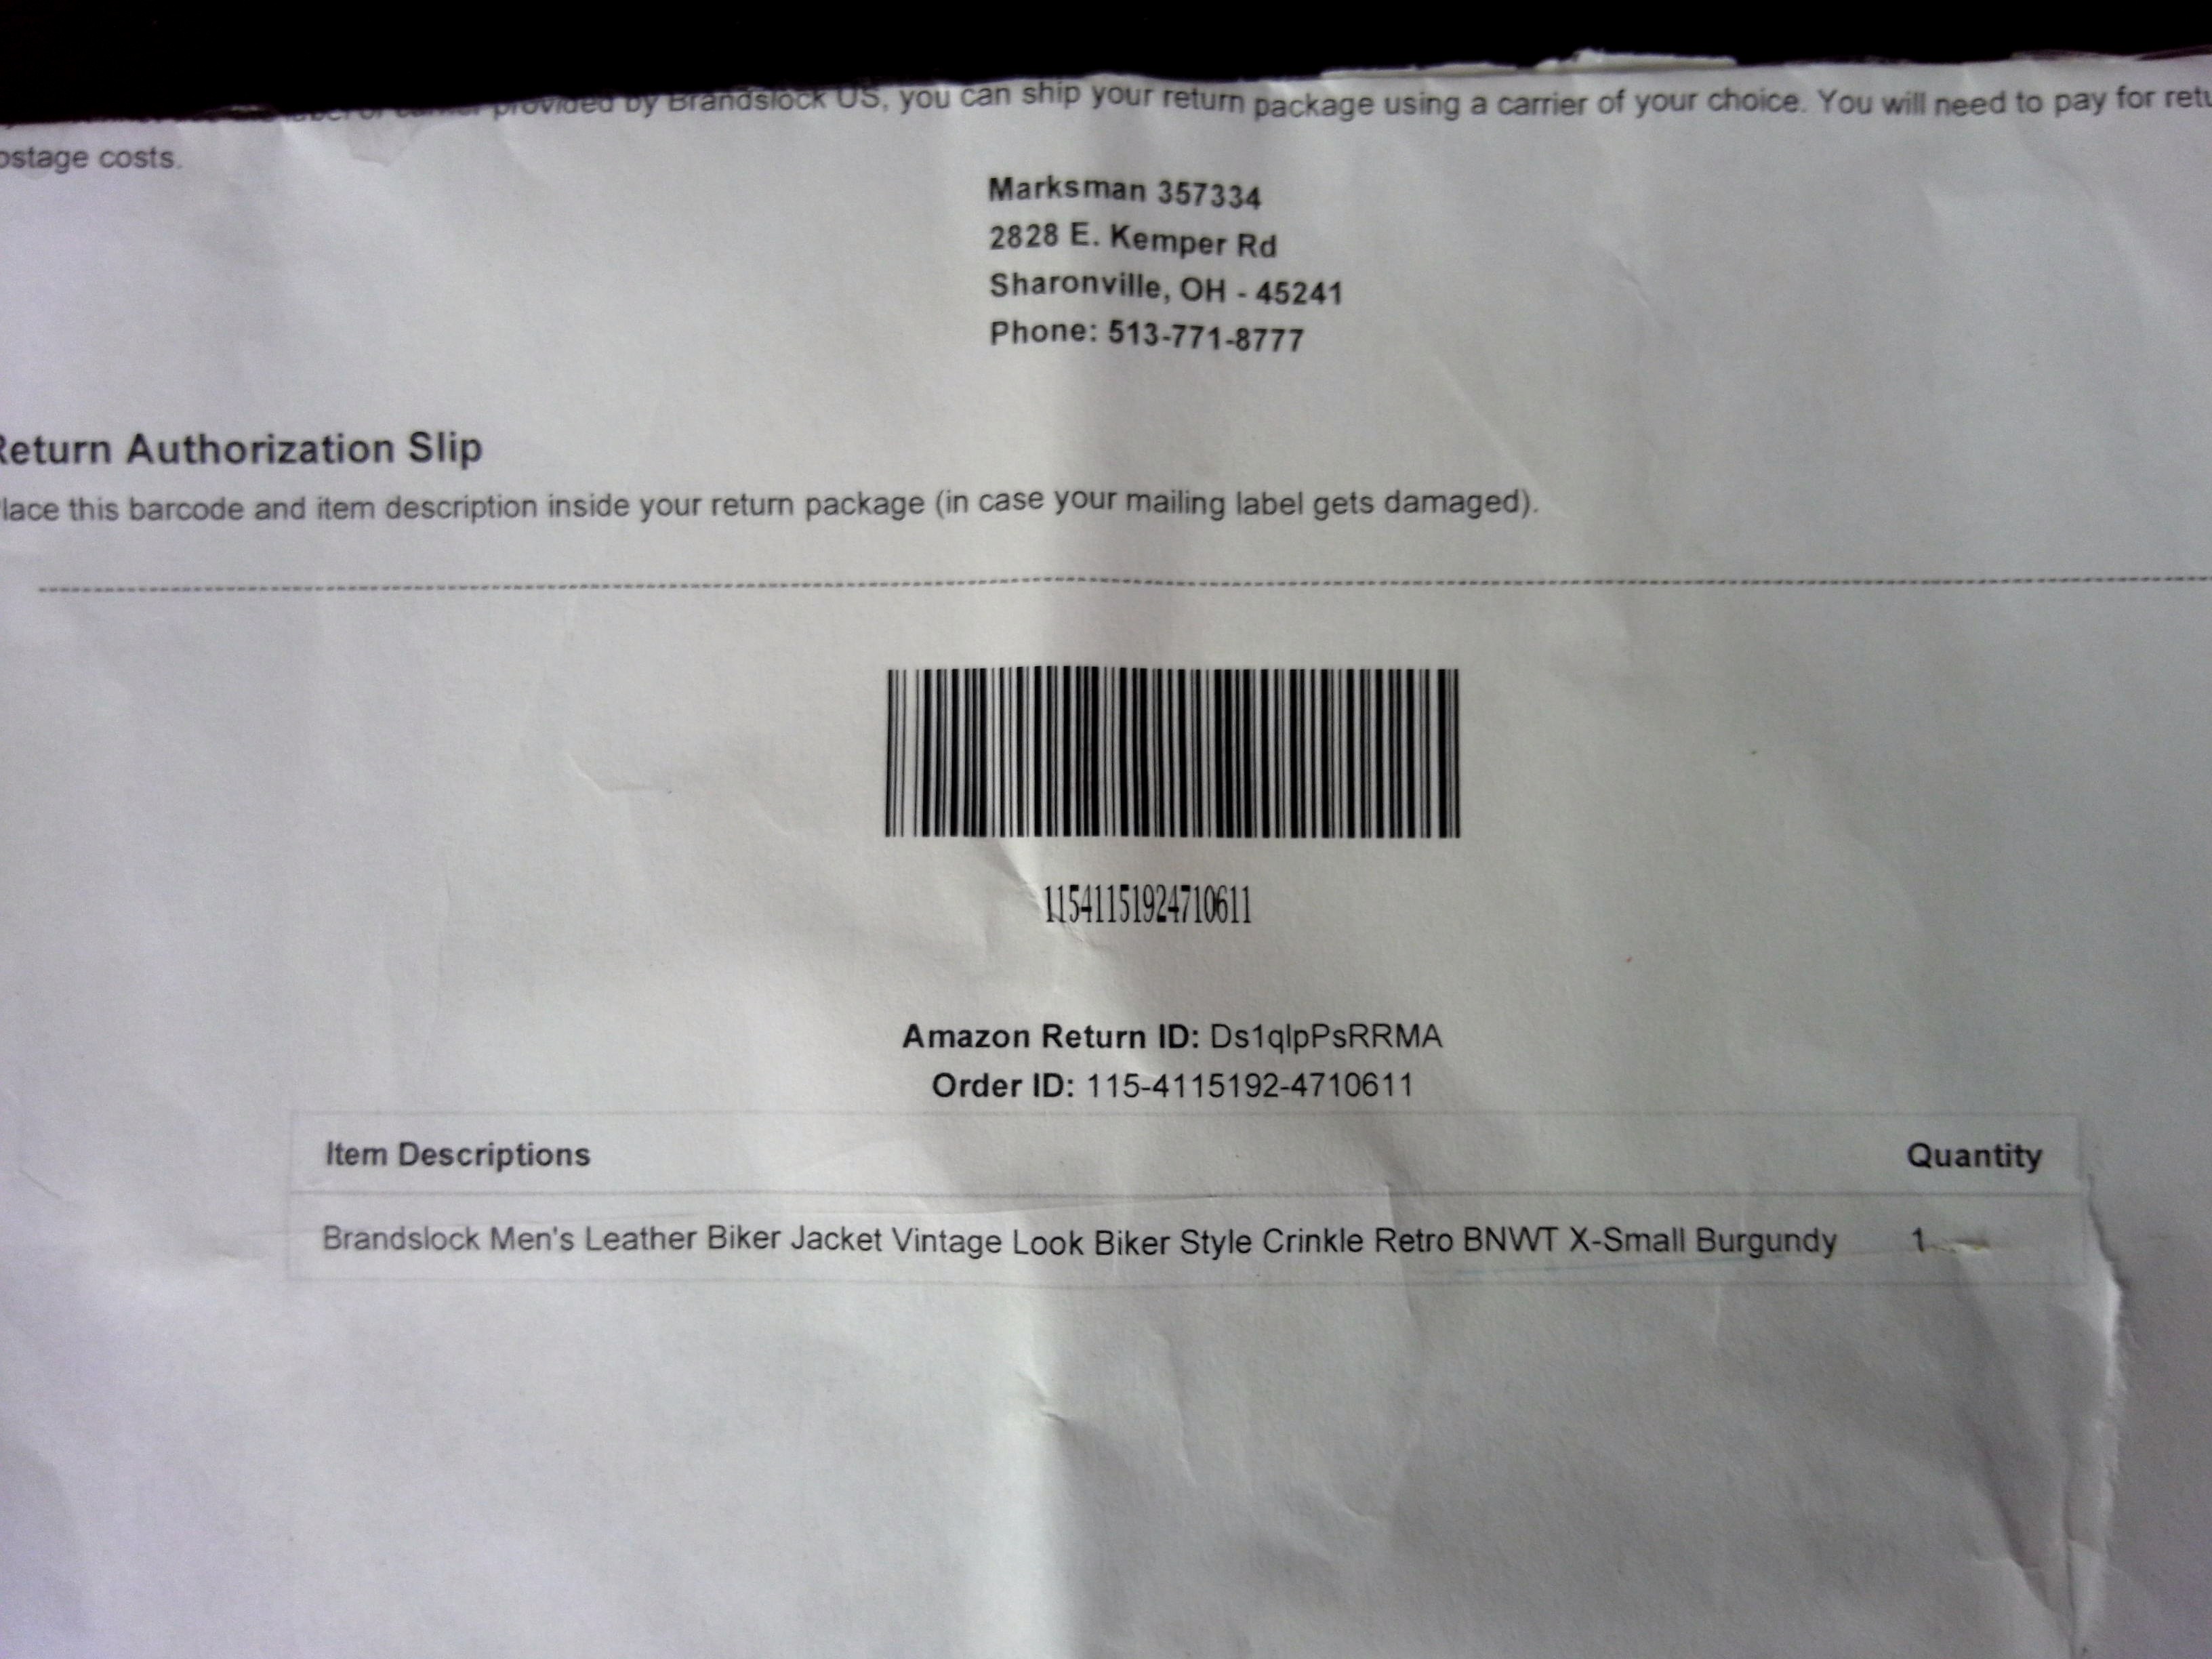 provided by Brandslock US, you can ship your return package using a carrier of your choice. You will need to pay for retu
ostage costs.
Marksman 357334
2828 E. Kemper Rd
Sharonville, OH - 45241
Phone: 513-771-8777
Return Authorization Slip
lace this barcode and item description inside your return package (in case your mailing label gets damaged).
11541151924710611
Amazon Return ID: Ds1qlpPsRRMA
Order ID: 115-4115192-4710611
Item Descriptions Quantity
Brandslock Men's Leather Biker Jacket Vintage Look Biker Style Crinkle Retro BNWT X-Small Burgundy 1